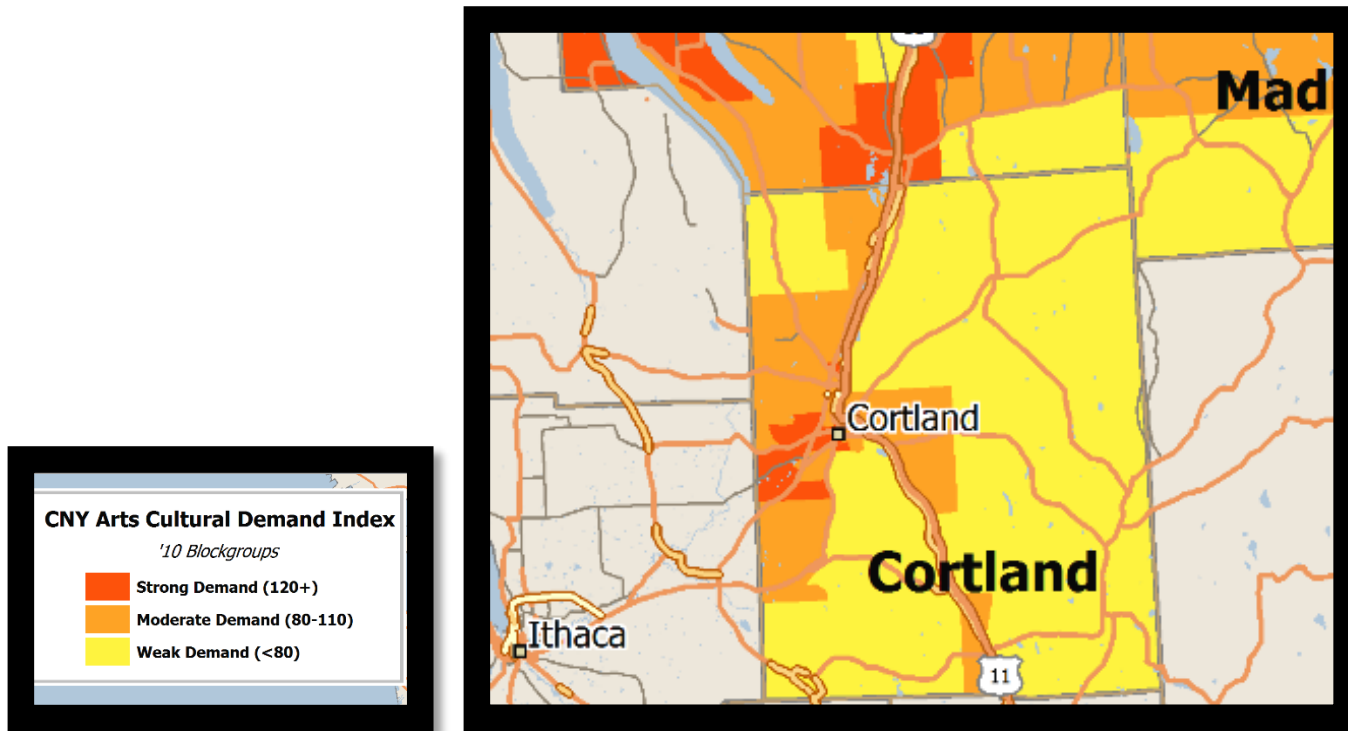 CNY Arts Cultural Demand Index
'10 Blockgroups
Strong Demand (120+)
Moderate Demand (80-110)
Weak Demand (<80)
Mad
Cortland
Cortland
Ithaca
11